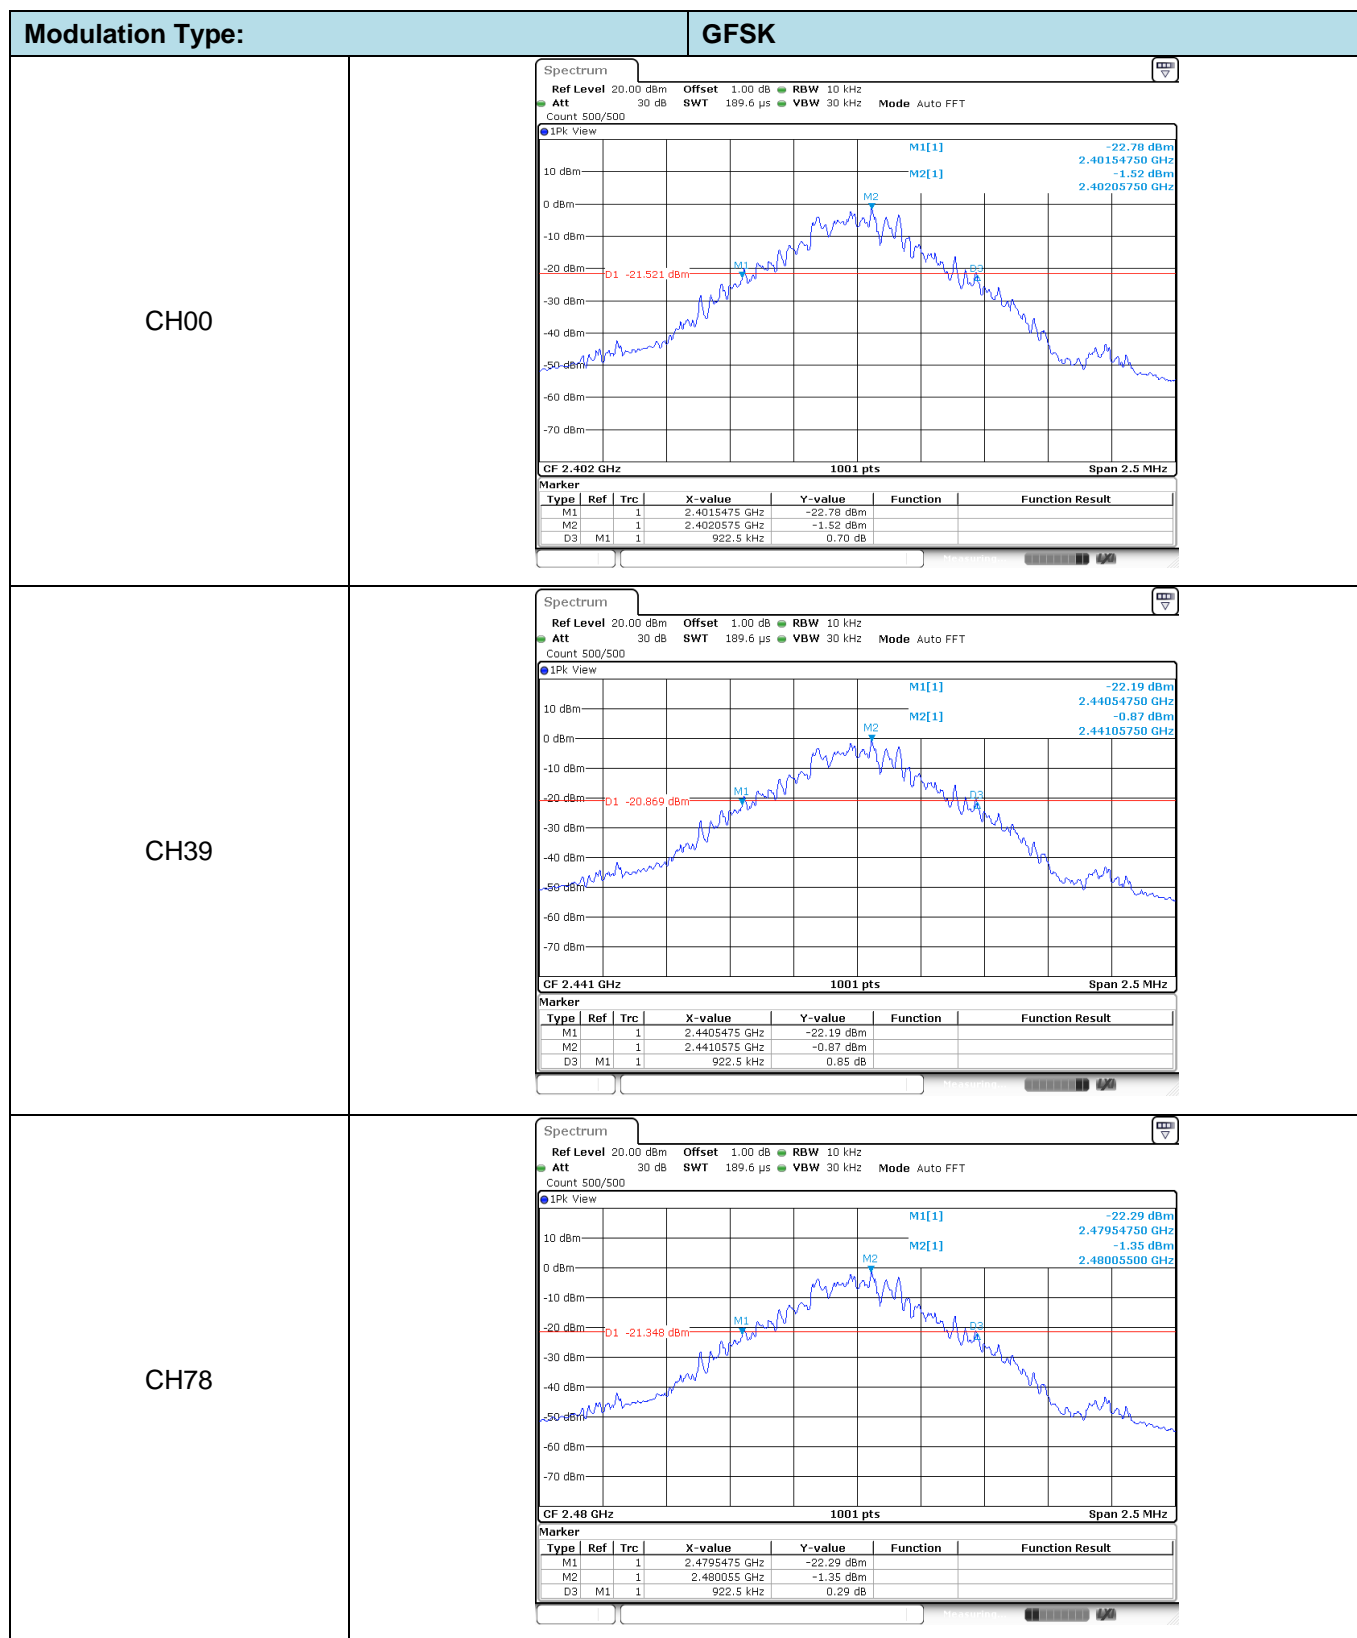 Modulation Type: GFSK
CH00
Spectrum
Ref Level 20.00 dBm Offset 1.00 dB RBW 10 kHz
Att 30 dB SWT 189.6 µs VBW 30 kHz Mode Auto FFT
Count 500/500
1Pk View
M1[1] -22.78 dBm
2.40154750 GHz
10 dBm
M2[1] -1.52 dBm
2.40205750 GHz
M2
0 dBm
-10 dBm
M1
D3
-20 dBm
D1 -21.521 dBm
-30 dBm
-40 dBm
-50 dBm
-60 dBm
-70 dBm
CF 2.402 GHz 1001 pts Span 2.5 MHz
Marker
Type Ref Trc X-value Y-value Function Function Result
M1 1 2.4015475 GHz -22.78 dBm
M2 1 2.4020575 GHz -1.52 dBm
D3 M1 1 922.5 kHz 0.70 dB
Measuring...
CH39
Spectrum
Ref Level 20.00 dBm Offset 1.00 dB RBW 10 kHz
Att 30 dB SWT 189.6 µs VBW 30 kHz Mode Auto FFT
Count 500/500
1Pk View
M1[1] -22.19 dBm
2.44054750 GHz
10 dBm
M2[1] -0.87 dBm
2.44105750 GHz
M2
0 dBm
-10 dBm
M1
D3
-20 dBm
D1 -20.869 dBm
-30 dBm
-40 dBm
-50 dBm
-60 dBm
-70 dBm
CF 2.441 GHz 1001 pts Span 2.5 MHz
Marker
Type Ref Trc X-value Y-value Function Function Result
M1 1 2.4405475 GHz -22.19 dBm
M2 1 2.4410575 GHz -0.87 dBm
D3 M1 1 922.5 kHz 0.85 dB
Measuring...
CH78
Spectrum
Ref Level 20.00 dBm Offset 1.00 dB RBW 10 kHz
Att 30 dB SWT 189.6 µs VBW 30 kHz Mode Auto FFT
Count 500/500
1Pk View
M1[1] -22.29 dBm
2.47954750 GHz
10 dBm
M2[1] -1.35 dBm
2.48005500 GHz
M2
0 dBm
-10 dBm
M1
D3
-20 dBm
D1 -21.348 dBm
-30 dBm
-40 dBm
-50 dBm
-60 dBm
-70 dBm
CF 2.48 GHz 1001 pts Span 2.5 MHz
Marker
Type Ref Trc X-value Y-value Function Function Result
M1 1 2.4795475 GHz -22.29 dBm
M2 1 2.480055 GHz -1.35 dBm
D3 M1 1 922.5 kHz 0.29 dB
Measuring...